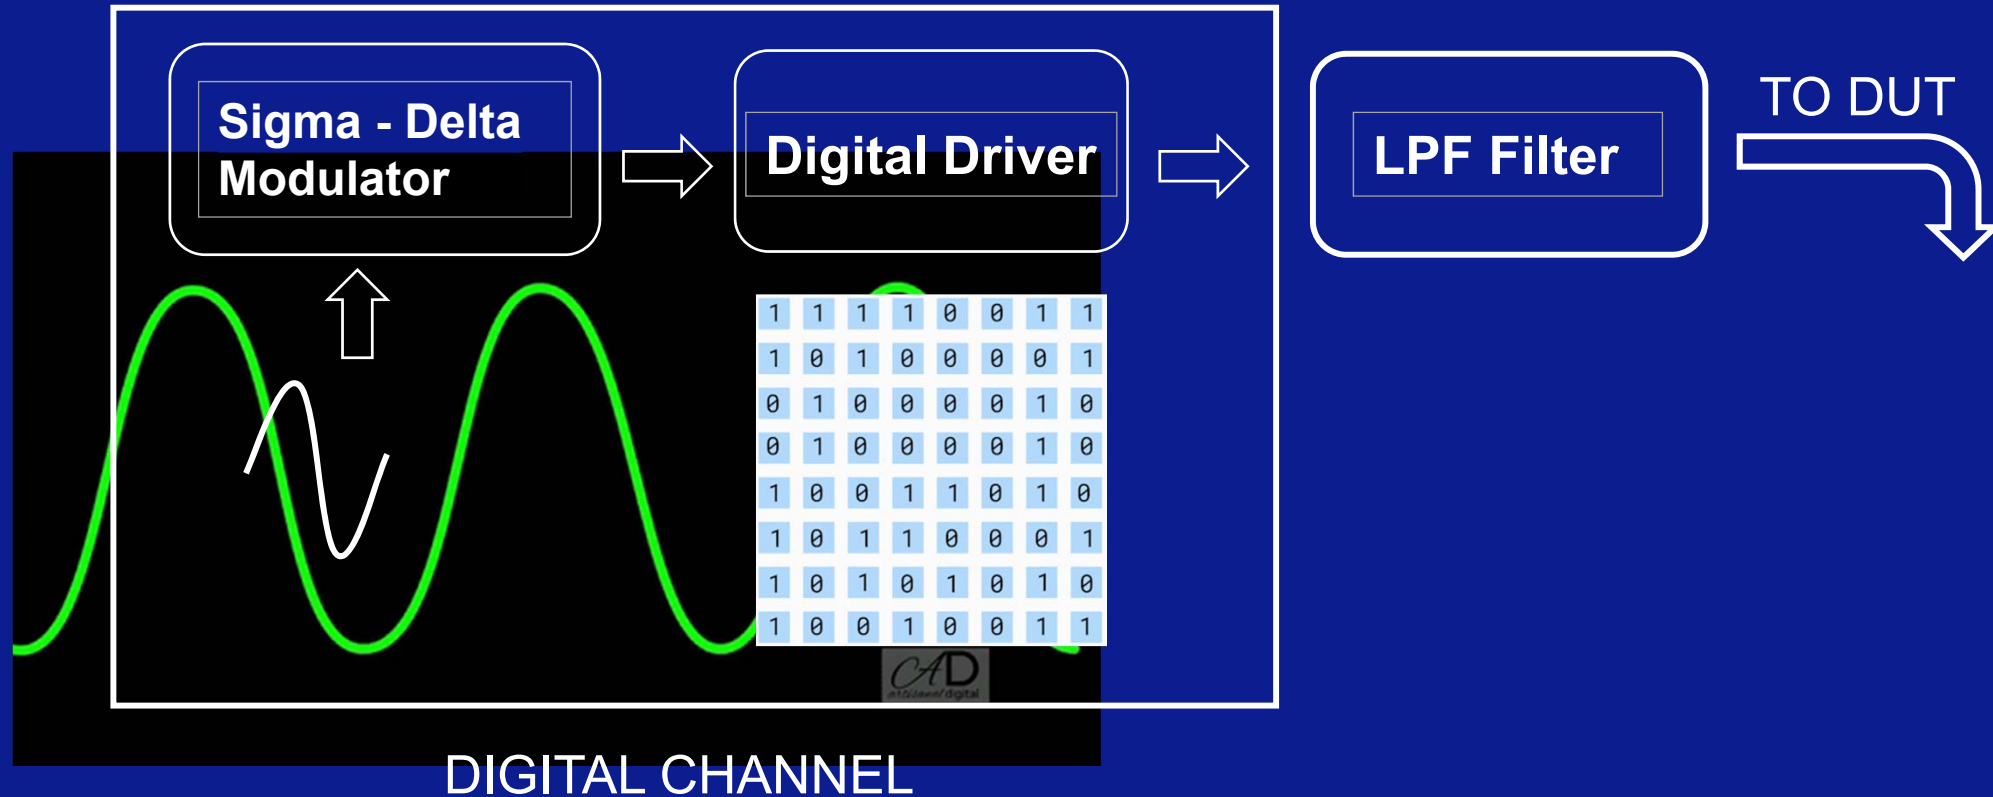 Sigma - Delta
Modulator
Digital Driver
LPF Filter
TO DUT
1 1 1 1 0 0 1 1
1 0 1 0 0 0 0 1
0 1 0 0 0 0 1 0
0 1 0 0 0 0 1 0
1 0 0 1 1 0 1 0
1 0 1 1 0 0 0 1
1 0 1 0 1 0 1 0
1 0 0 1 0 0 1 1
AD
digital
DIGITAL CHANNEL